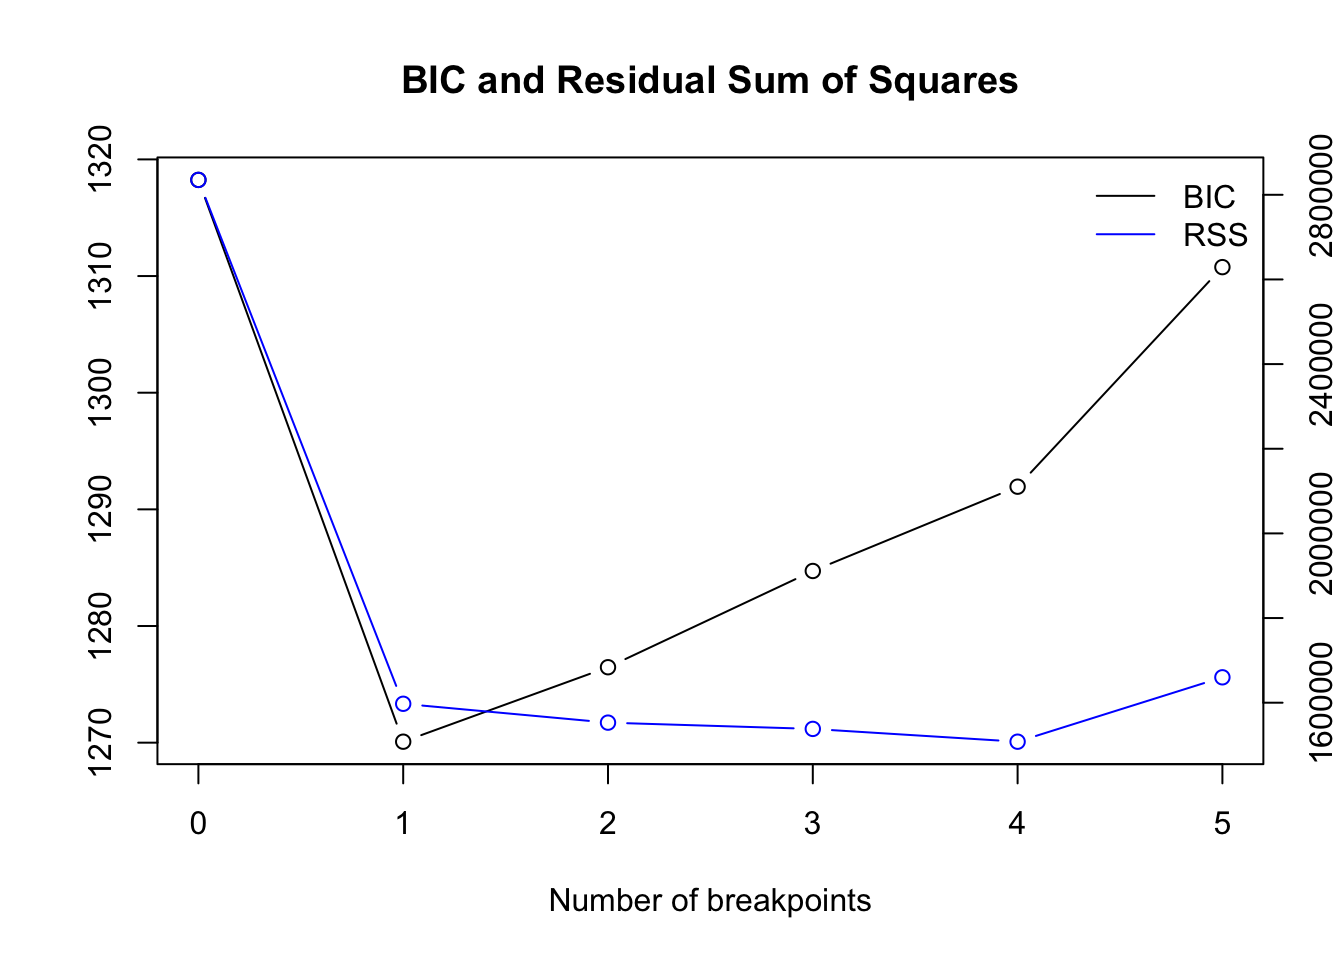 BIC and Residual Sum of Squares
1320
1310
1300
1290
1280
1270
2800000
2400000
2000000
1600000
BIC
RSS
0 1 2 3 4 5
Number of breakpoints